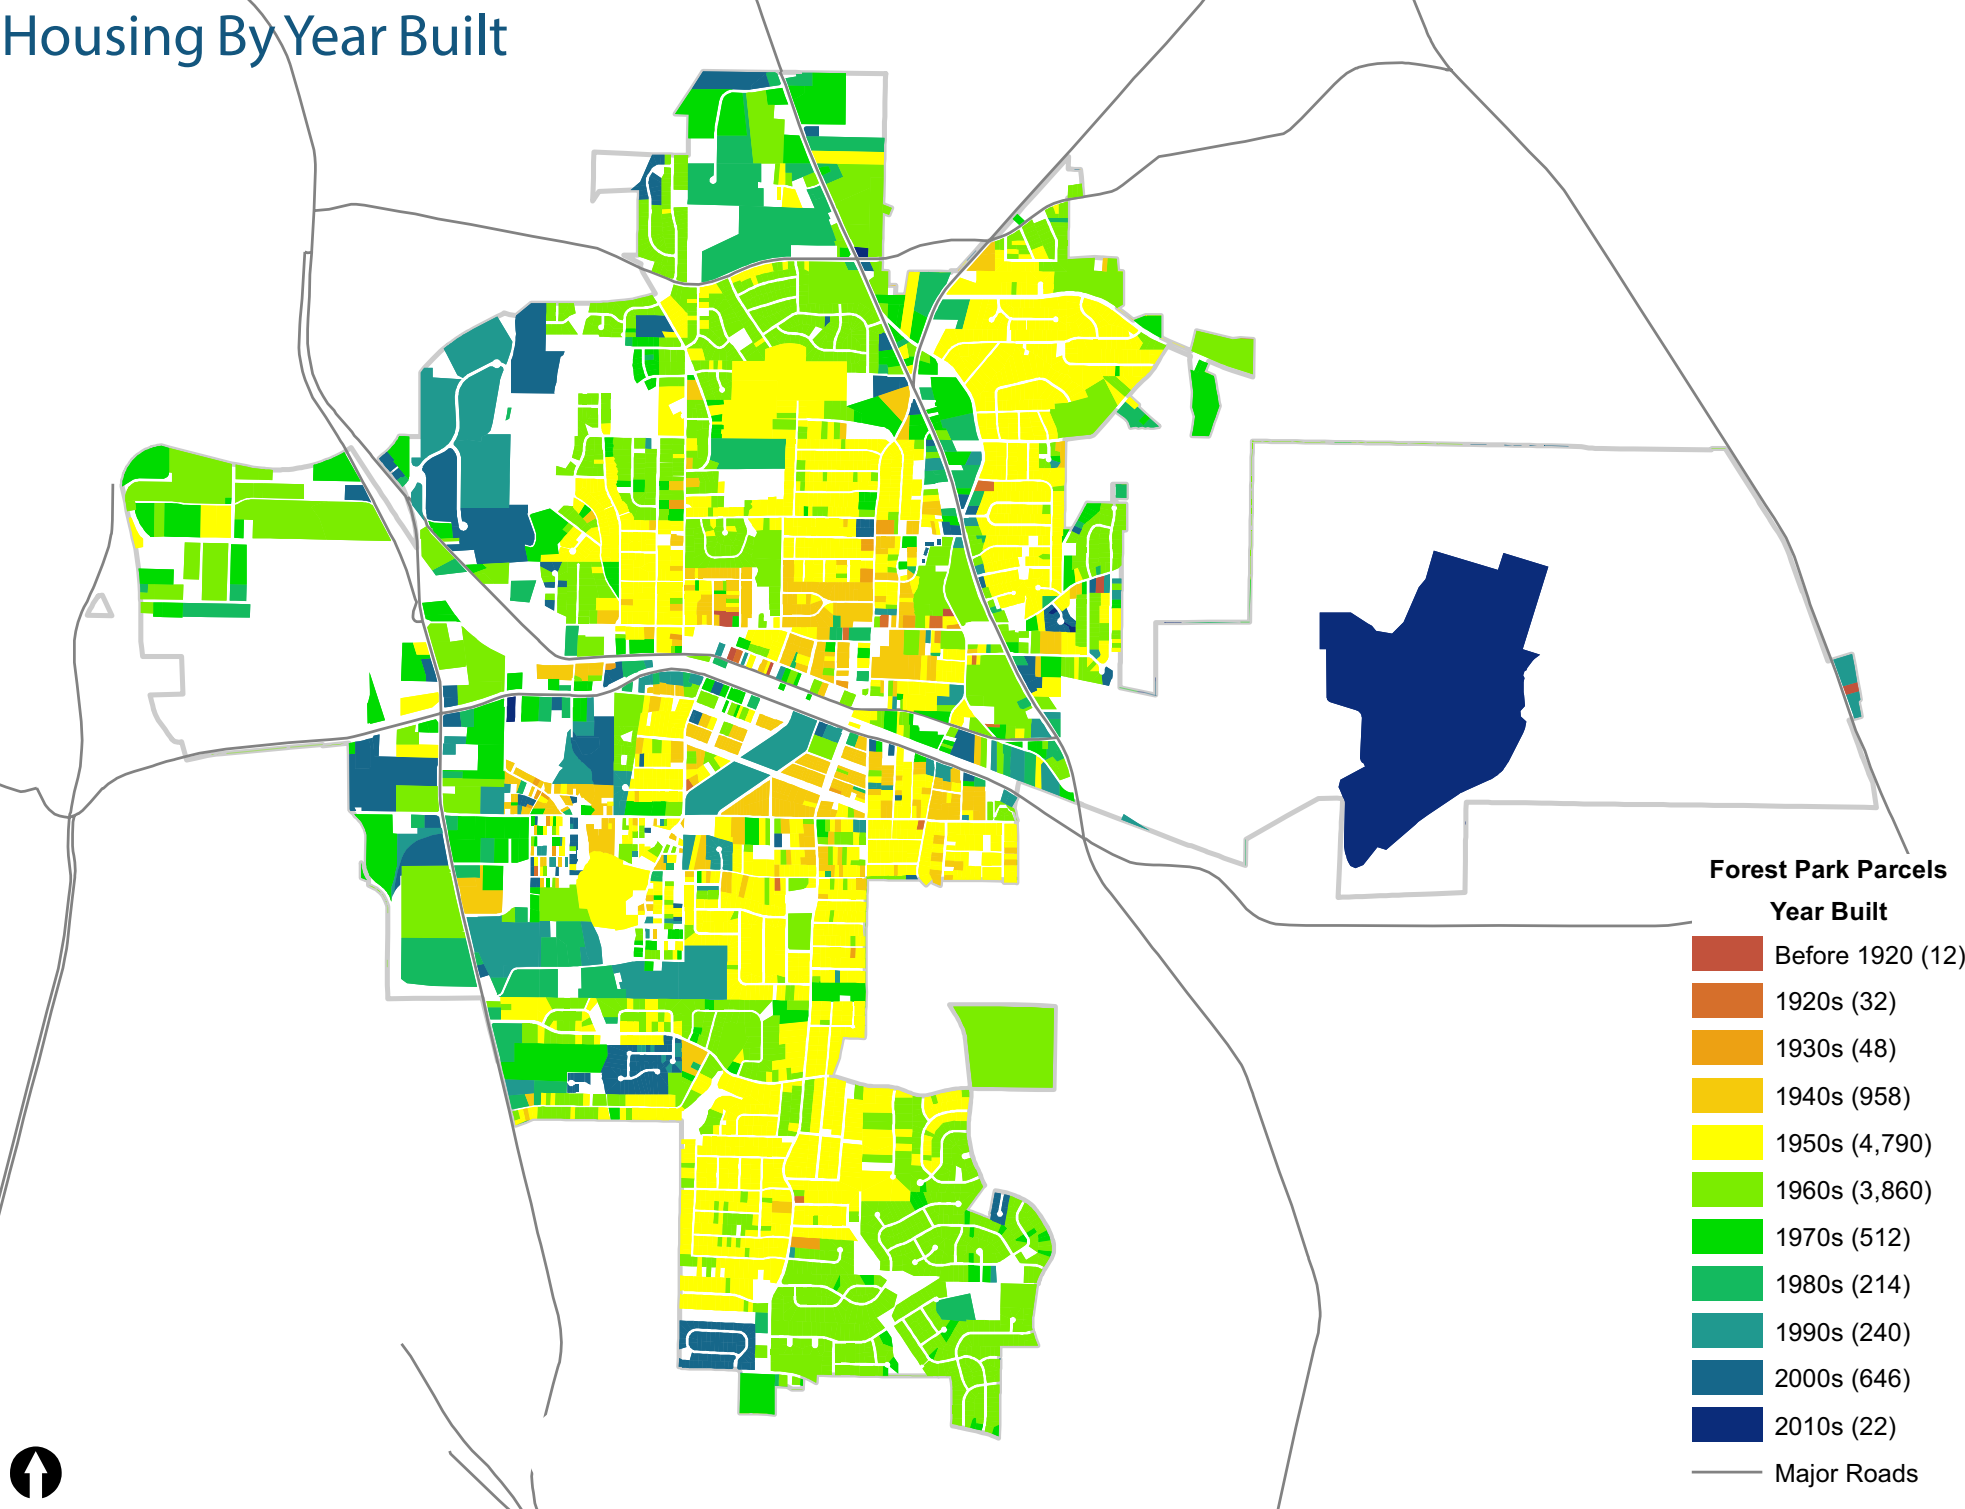 Housing By Year Built
Forest Park Parcels
Year Built
Before 1920 (12)
1920s (32)
1930s (48)
1940s (958)
1950s (4,790)
1960s (3,860)
1970s (512)
1980s (214)
1990s (240)
2000s (646)
2010s (22)
Major Roads